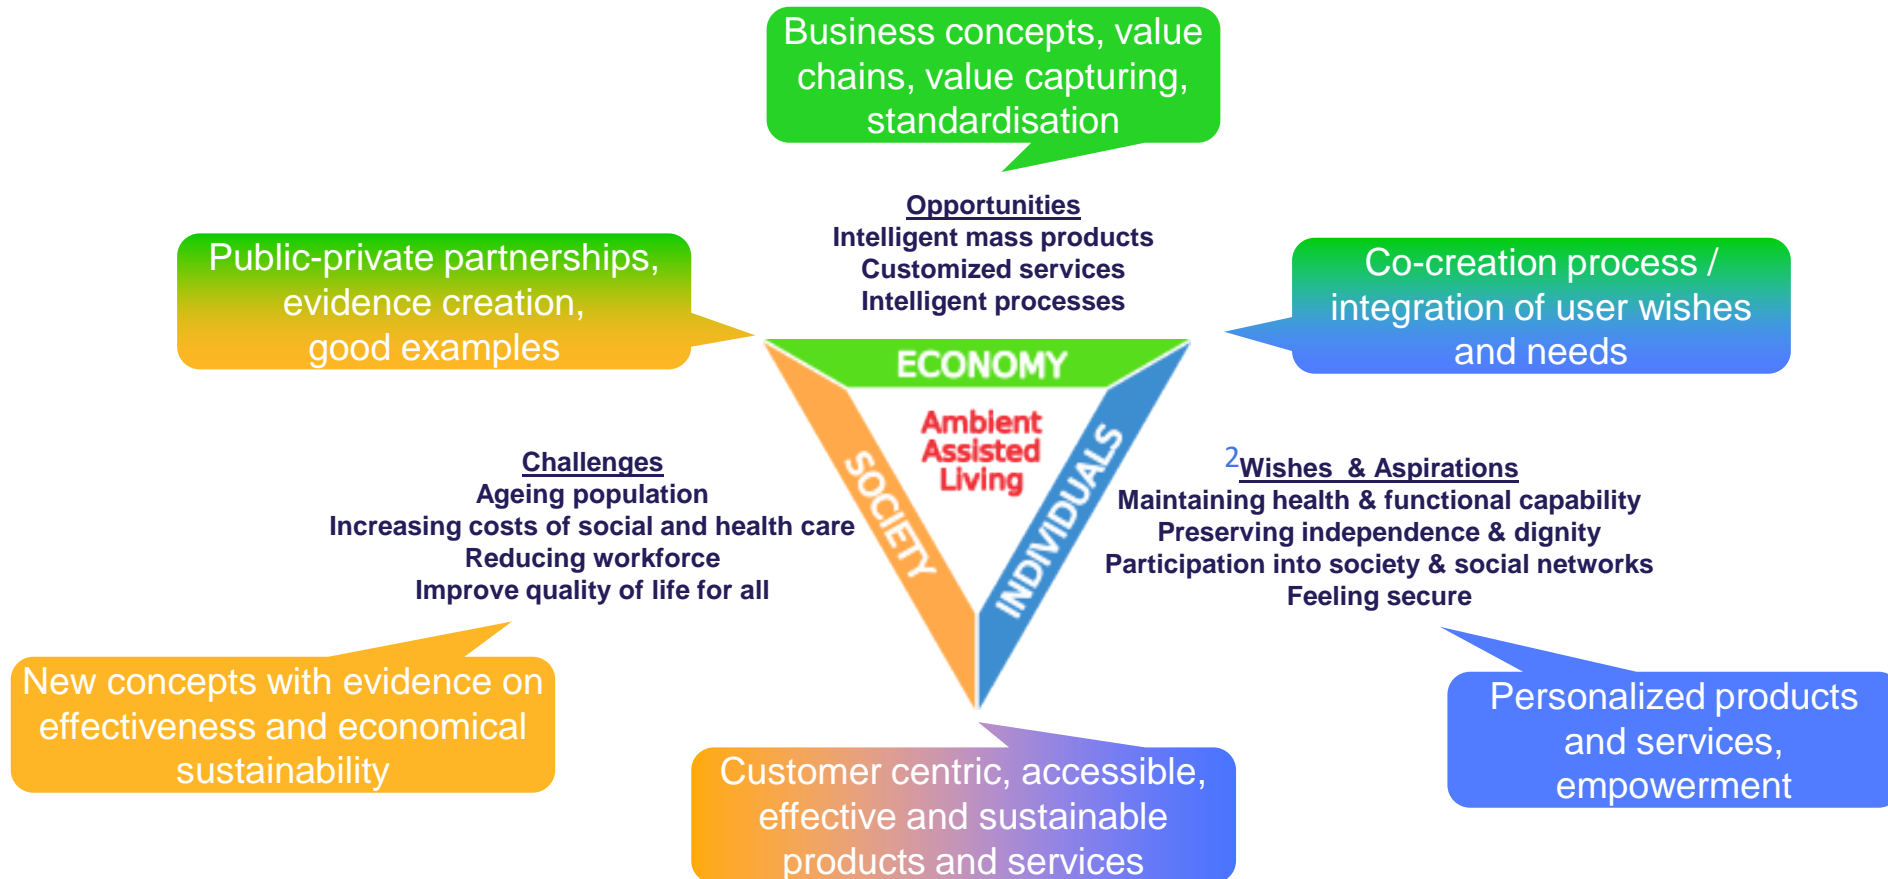 Business concepts, value
chains, value capturing,
standardisation
Opportunities
Intelligent mass products
Customized services
Intelligent processes
Public-private partnerships,
evidence creation,
good examples
Co-creation process /
integration of user wishes
and needs
ECONOMY
Ambient
Assisted
Living
SOCIETY
INDIVIDUALS
Challenges
Ageing population
Increasing costs of social and health care
Reducing workforce
Improve quality of life for all
2
Wishes & Aspirations
Maintaining health & functional capability
Preserving independence & dignity
Participation into society & social networks
Feeling secure
New concepts with evidence on
effectiveness and economical
sustainability
Customer centric, accessible,
effective and sustainable
products and services
Personalized products
and services,
empowerment